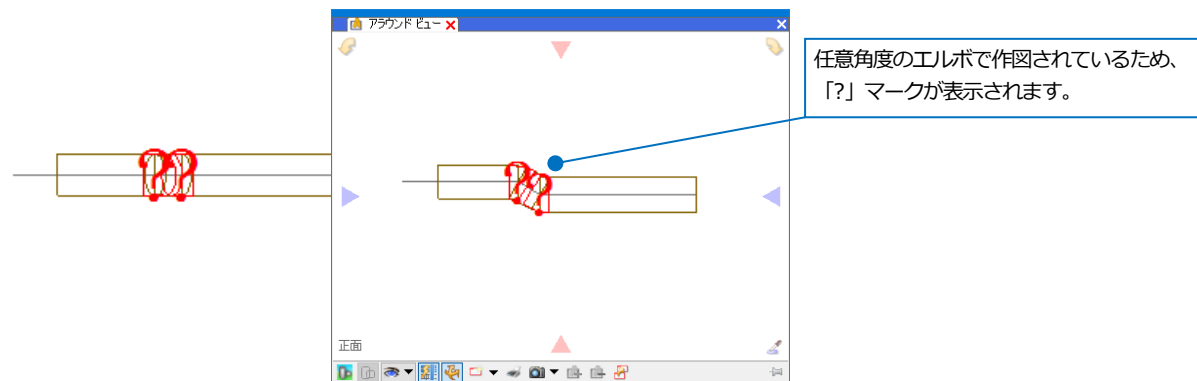 アラウンド ビュー
任意角度のエルボで作図されているため、
「?」マークが表示されます。
??
??
正面